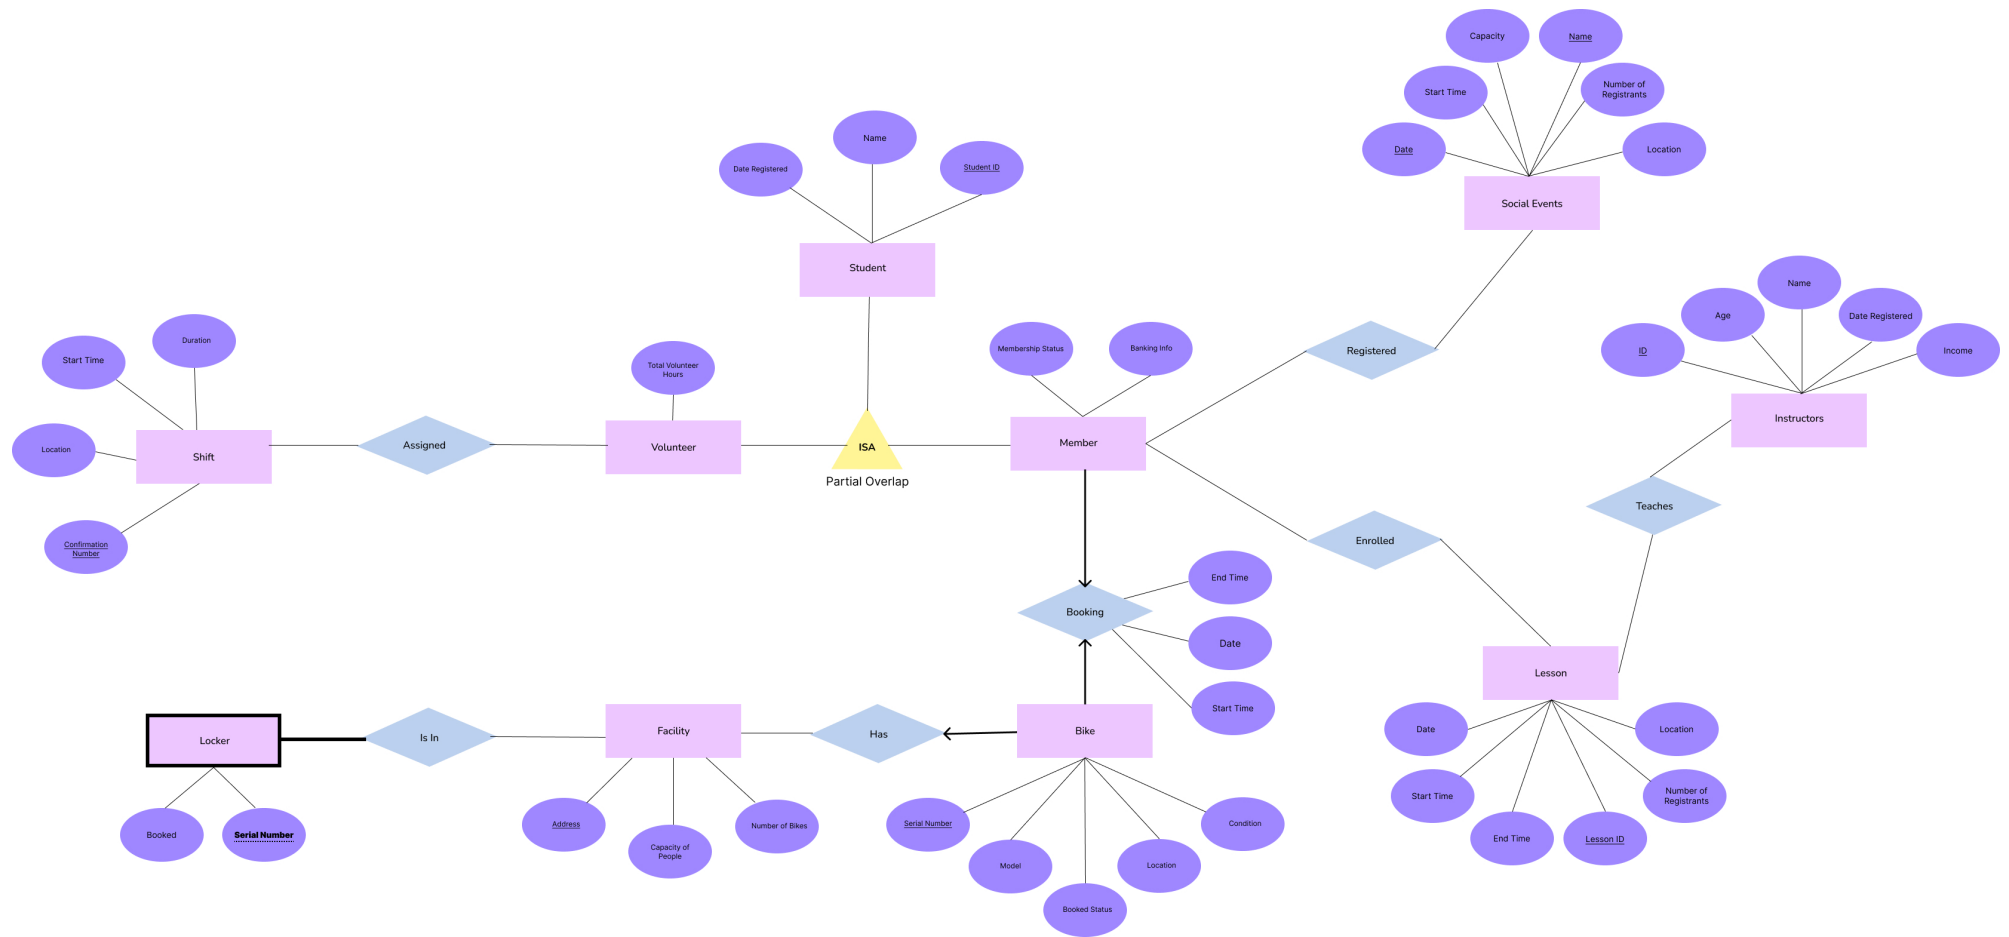 Capacity
Name
Start Time
Number of
Registrants
Date
Location
Social Events
Date Registered
Name
Student ID
Student
ID
Age
Name
Date Registered
Income
Instructors
Start Time
Duration
Location
Shift
Confirmation
Number
Assigned
Total Volunteer
Hours
Volunteer
ISA
Partial Overlap
Membership Status
Banking Info
Member
Registered
Enrolled
Teaches
Booking
End Time
Date
Start Time
Lesson
Date
Start Time
End Time
Lesson ID
Number of
Registrants
Location
Locker
Booked
Serial Number
Is In
Facility
Address
Capacity of
People
Number of Bikes
Has
Bike
Serial Number
Model
Booked Status
Location
Condition